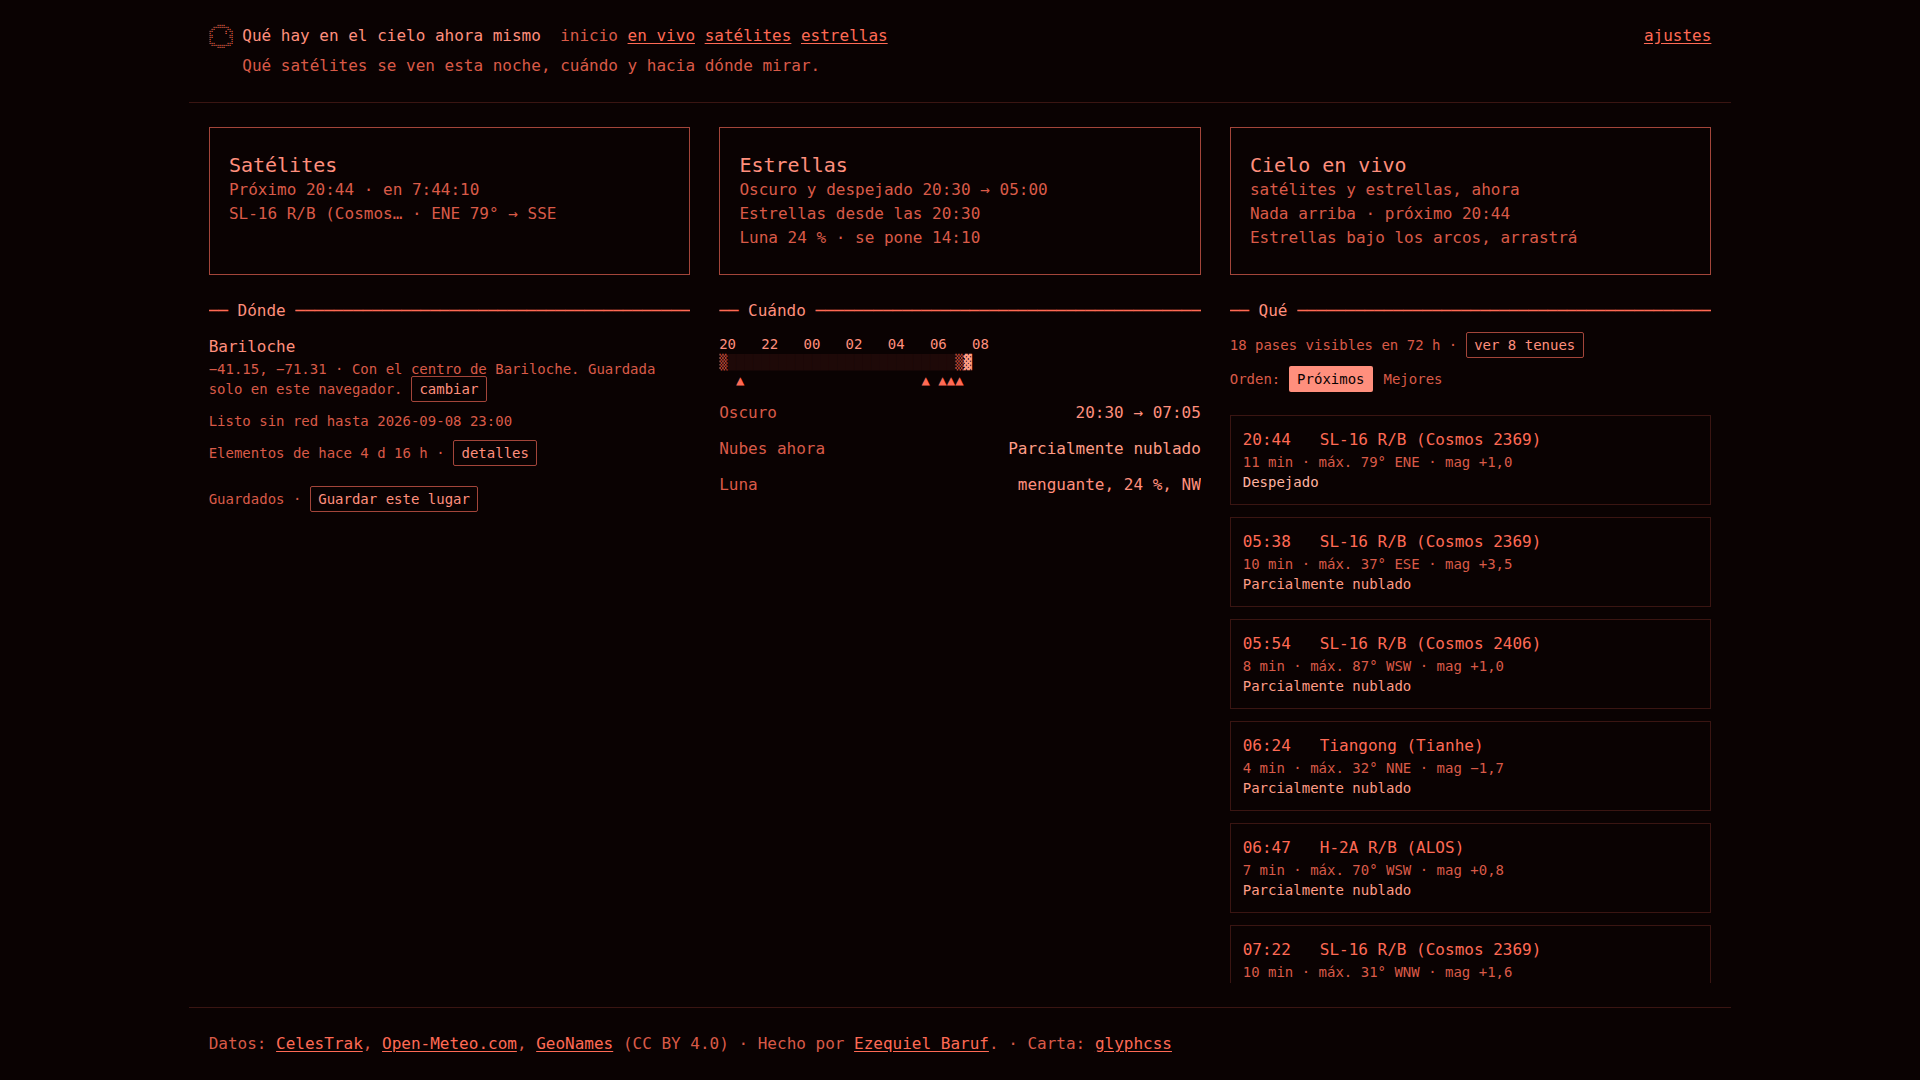 Qué hay en el cielo ahora mismo inicio en vivo satélites estrellas ajustes
Qué satélites se ven esta noche, cuándo y hacia dónde mirar.
Satélites
Próximo 20:44 · en 7:44:10
SL-16 R/B (Cosmos… · ENE 79° → SSE
Estrellas
Oscuro y despejado 20:30 → 05:00
Estrellas desde las 20:30
Luna 24 % · se pone 14:10
Cielo en vivo
satélites y estrellas, ahora
Nada arriba · próximo 20:44
Estrellas bajo los arcos, arrastrá
Dónde
Bariloche
−41.15, −71.31 · Con el centro de Bariloche. Guardada
solo en este navegador. cambiar
Listo sin red hasta 2026-09-08 23:00
Elementos de hace 4 d 16 h · detalles
Guardados · Guardar este lugar
Cuándo
20 22 00 02 04 06 08
Oscuro 20:30 → 07:05
Nubes ahora Parcialmente nublado
Luna menguante, 24 %, NW
Qué
18 pases visibles en 72 h · ver 8 tenues
Orden: Próximos Mejores
20:44 SL-16 R/B (Cosmos 2369)
11 min · máx. 79° ENE · mag +1,0
Despejado
05:38 SL-16 R/B (Cosmos 2369)
10 min · máx. 37° ESE · mag +3,5
Parcialmente nublado
05:54 SL-16 R/B (Cosmos 2406)
8 min · máx. 87° WSW · mag +1,0
Parcialmente nublado
06:24 Tiangong (Tianhe)
4 min · máx. 32° NNE · mag −1,7
Parcialmente nublado
06:47 H-2A R/B (ALOS)
7 min · máx. 70° WSW · mag +0,8
Parcialmente nublado
07:22 SL-16 R/B (Cosmos 2369)
10 min · máx. 31° WNW · mag +1,6
Datos: CelesTrak, Open-Meteo.com, GeoNames (CC BY 4.0) · Hecho por Ezequiel Baruf. · Carta: glyphcss